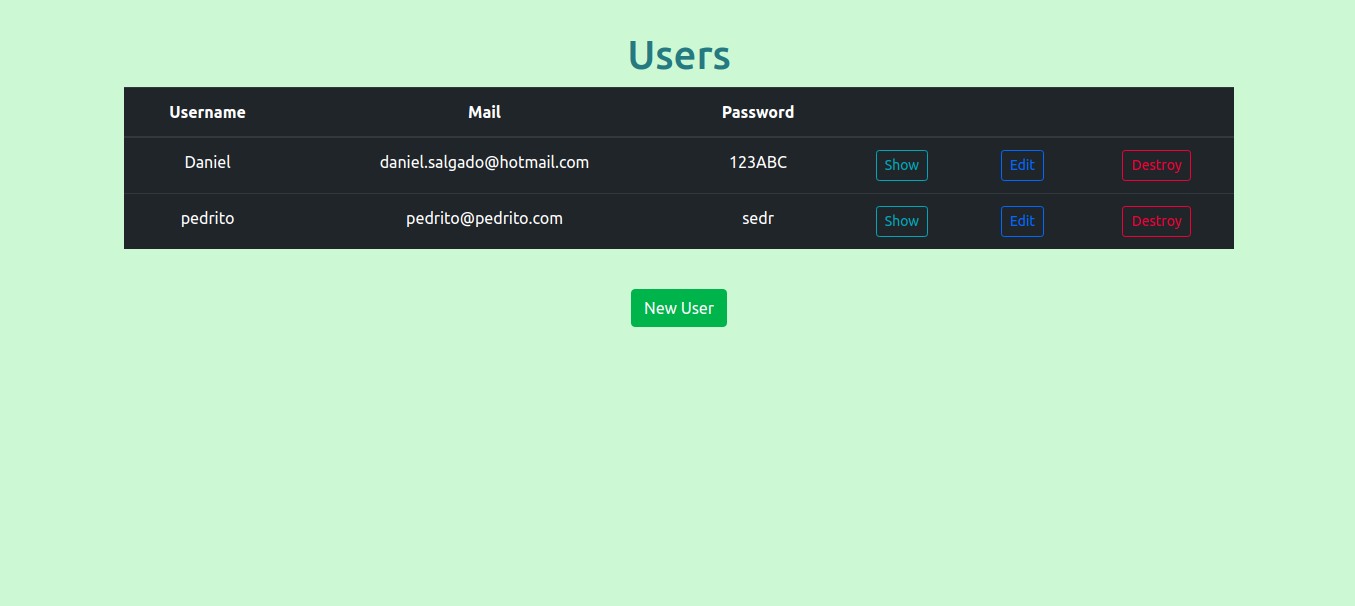 Users
Username Mail Password
Daniel daniel.salgado@hotmail.com 123ABC Show Edit Destroy
pedrito pedrito@pedrito.com sedr Show Edit Destroy
New User